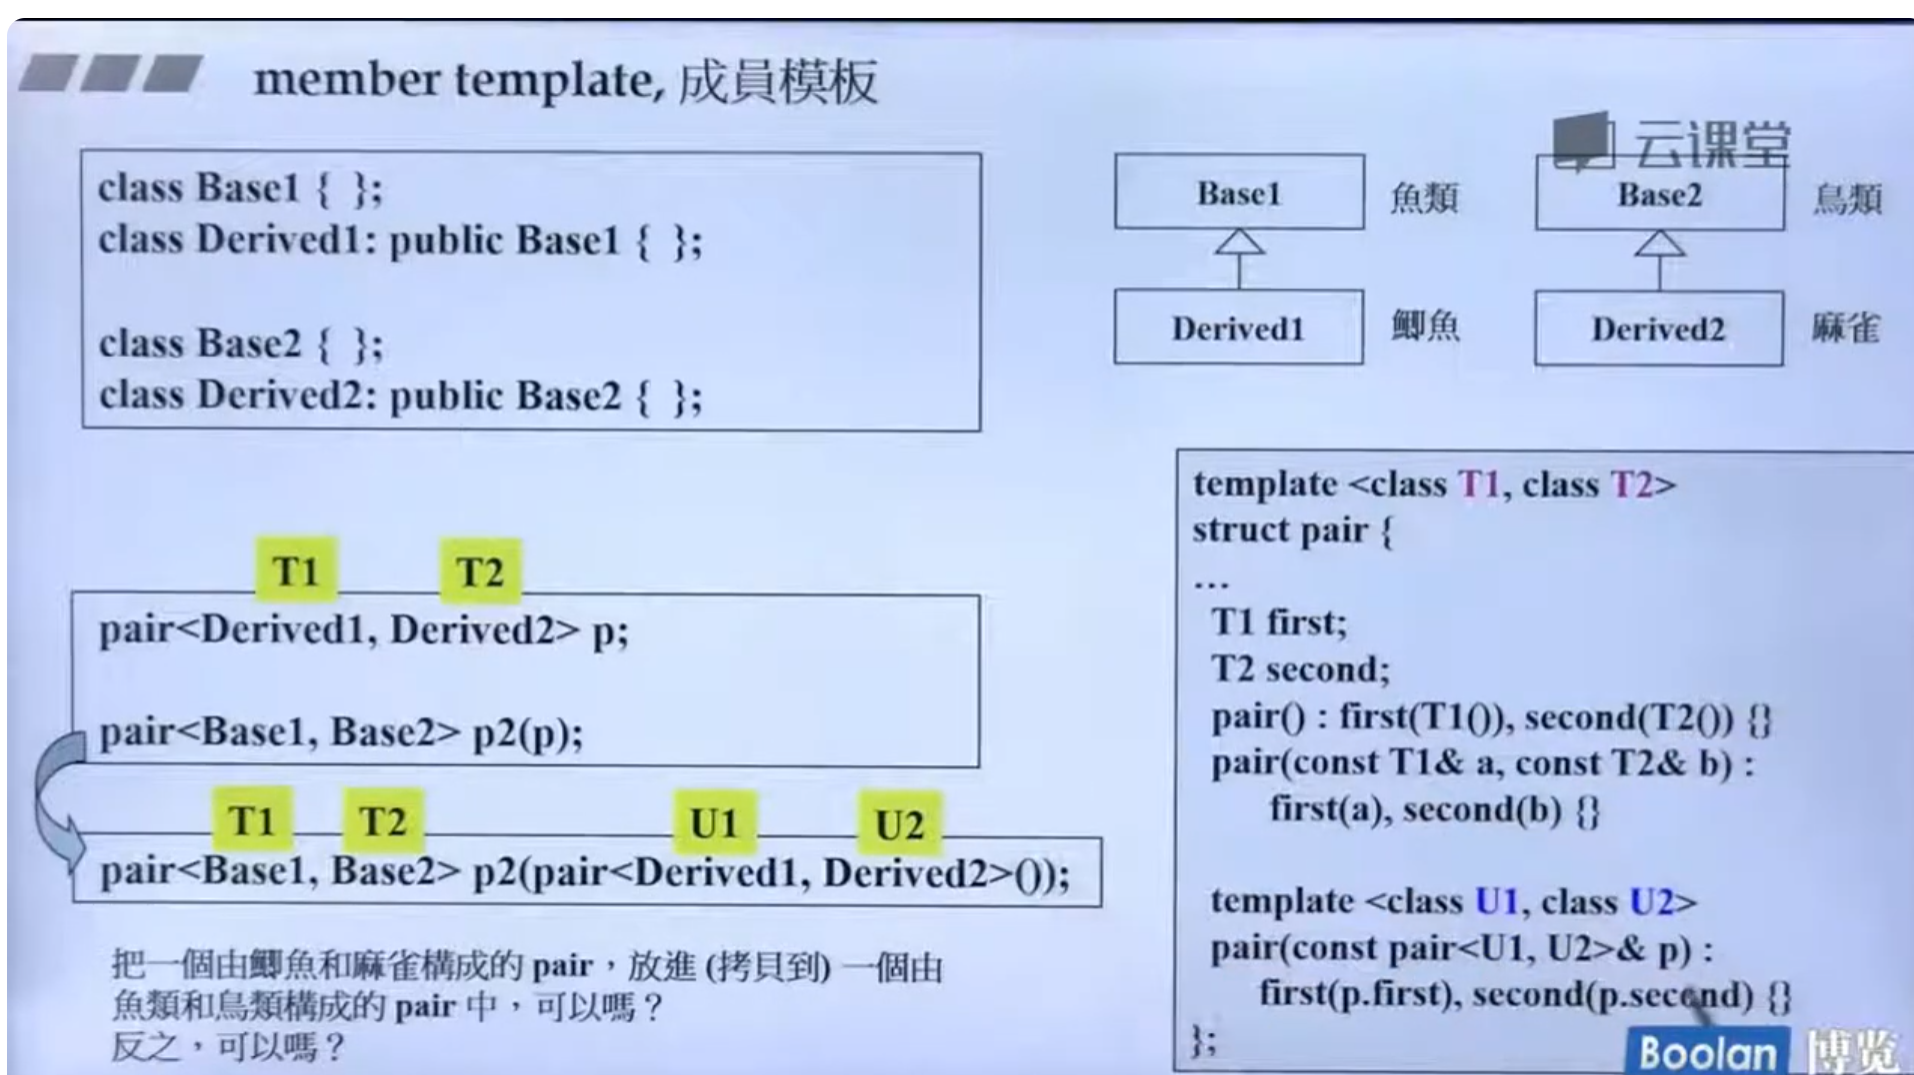 member template, 成員模板
class Base1 { };
class Derived1: public Base1 { };
class Base2 { };
class Derived2: public Base2 { };
云课堂
Base1 魚類 Base2 鳥類
Derived1 鯽魚 Derived2 麻雀
T1 T2
pair<Derived1, Derived2> p;
pair<Base1, Base2> p2(p);
T1 T2 U1 U2
pair<Base1, Base2> p2(pair<Derived1, Derived2>());
把一個由鯽魚和麻雀構成的 pair，放進 (拷貝到) 一個由
魚類和鳥類構成的 pair 中，可以嗎？
反之，可以嗎？
template <class T1, class T2>
struct pair {
...
T1 first;
T2 second;
pair() : first(T1()), second(T2()) {}
pair(const T1& a, const T2& b) :
first(a), second(b) {}
template <class U1, class U2>
pair(const pair<U1, U2>& p) :
first(p.first), second(p.second) {}
};
Boolan 博览